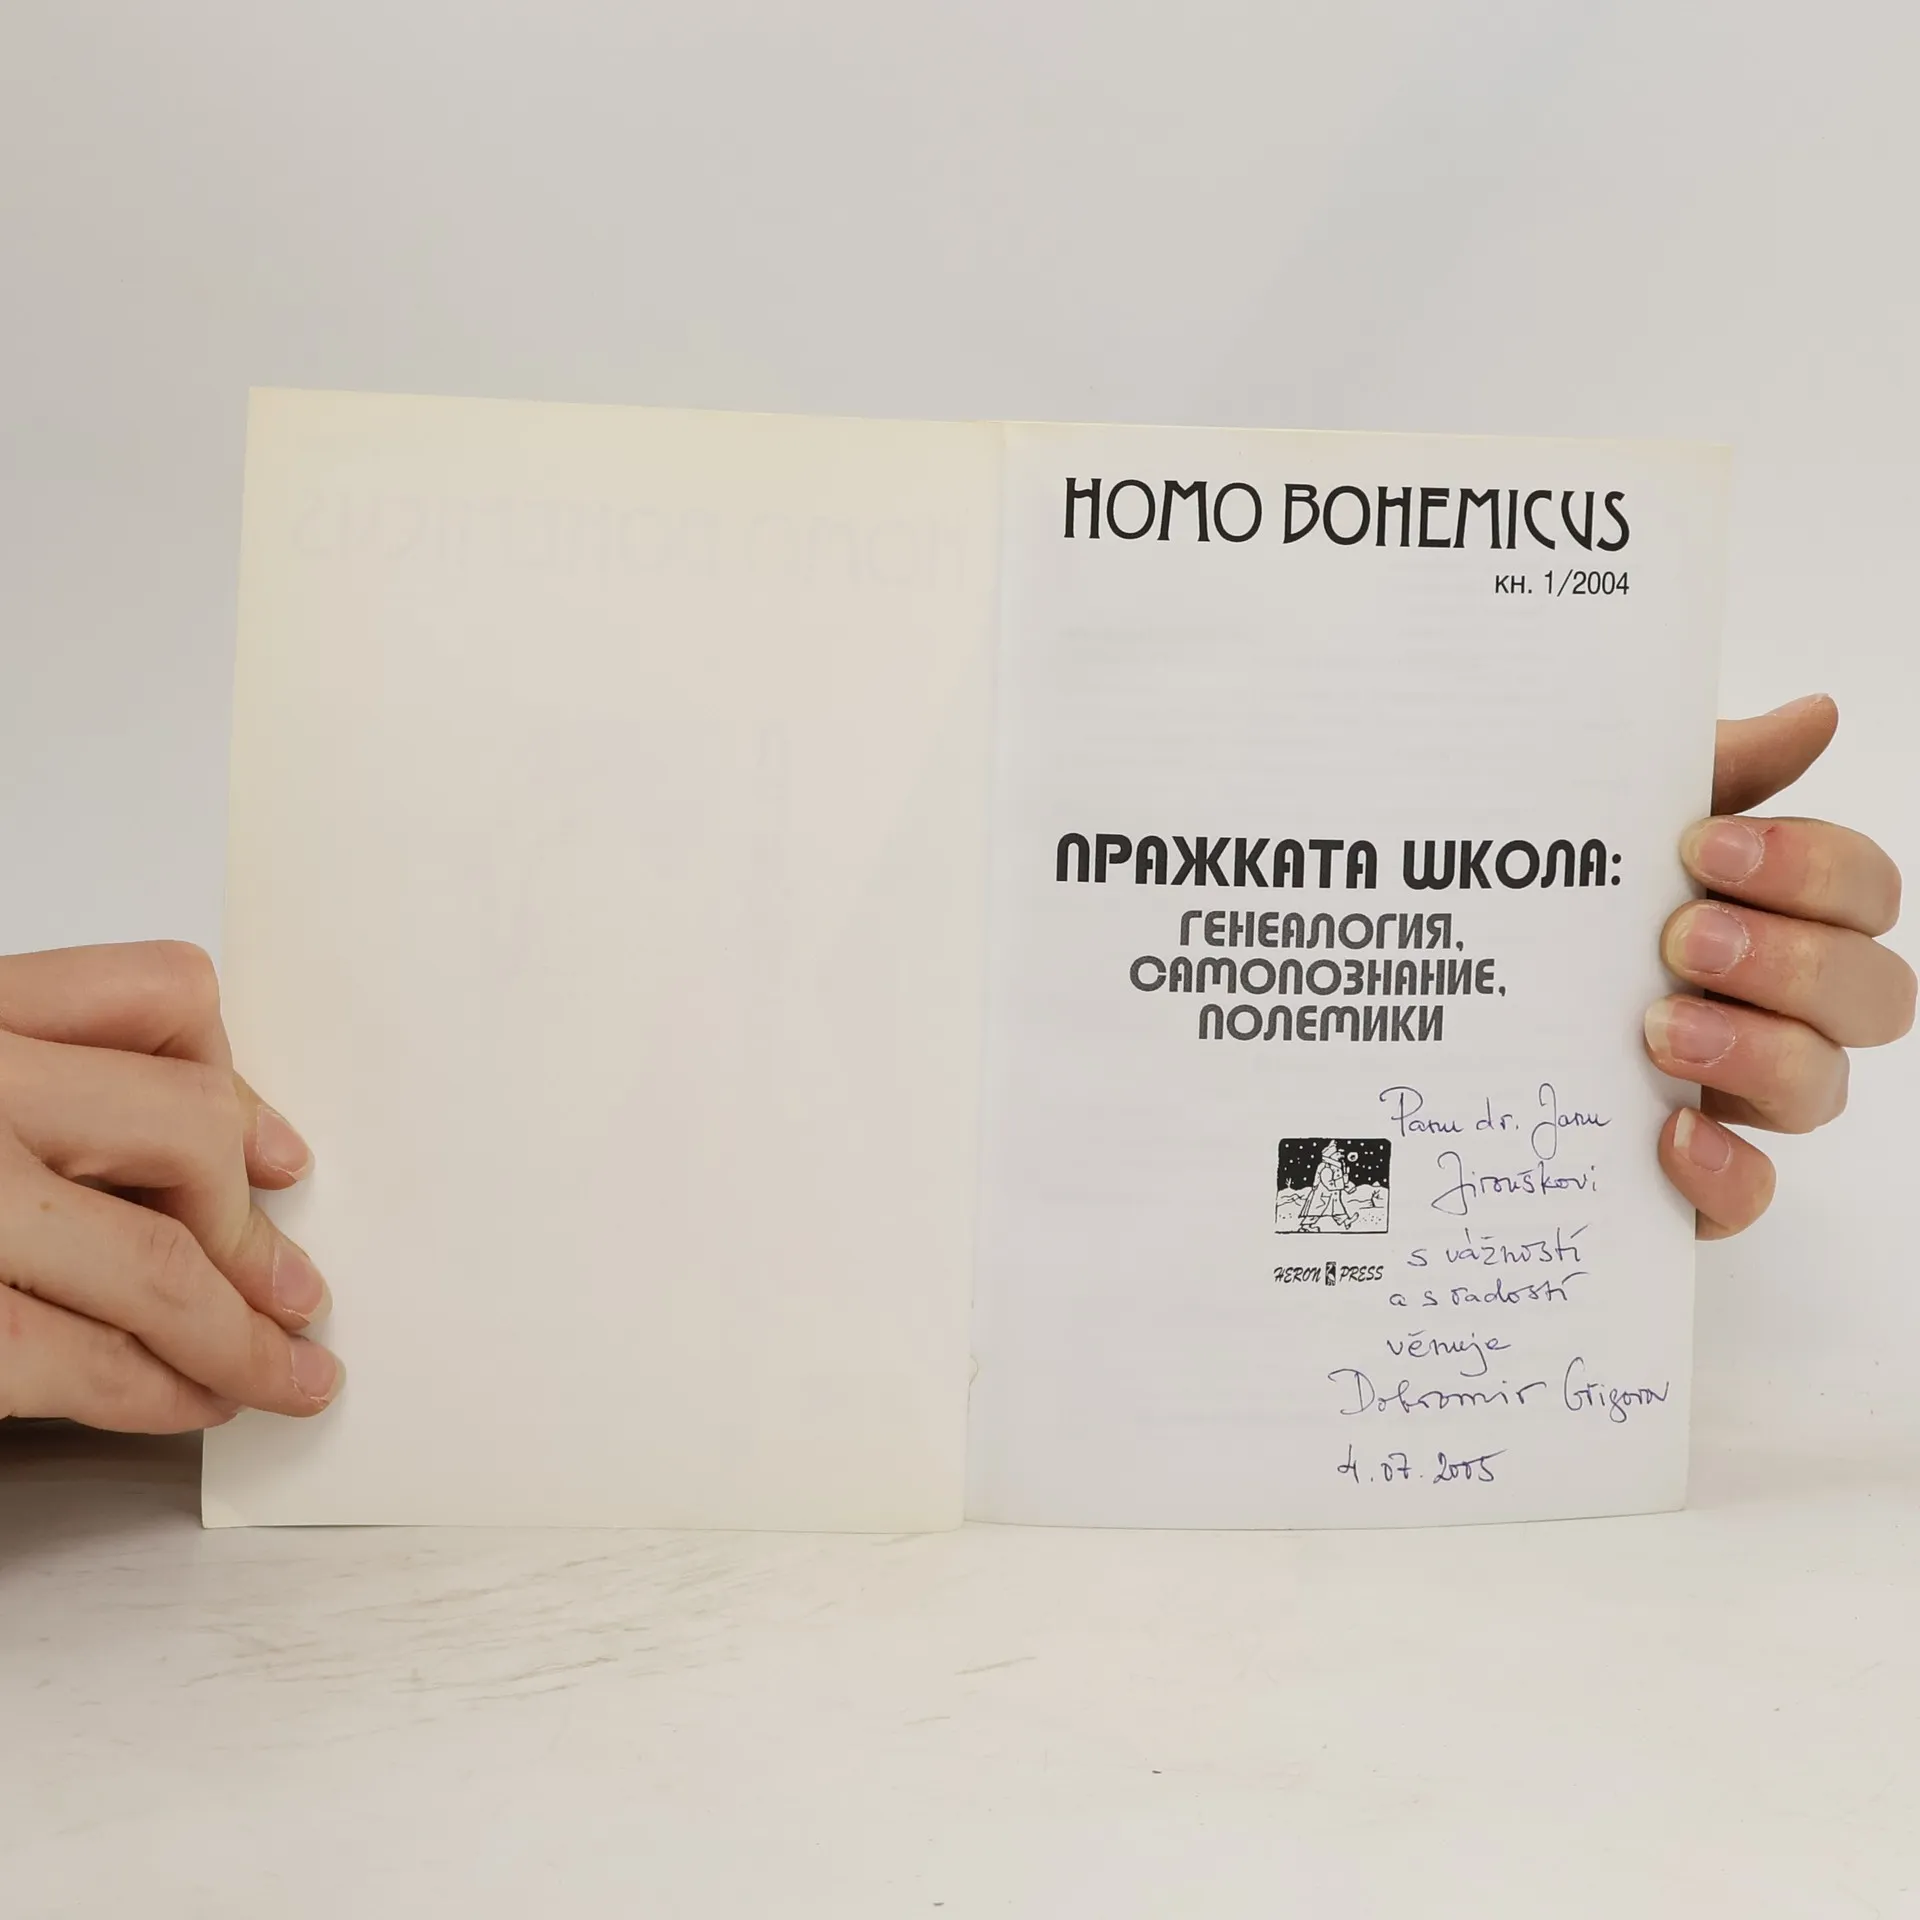 HOMO BOHEMICUS
кн. 1/2004
ПРАЖКАТА ШКОЛА:
ГЕНЕАЛОГИЯ,
САМОПОЗНАНИЕ,
ПОЛЕМИКИ
Panu dr. Janu
Jirouškovi
s vážností
a s radostí
věnuje
Dobromir Grigorov
4.07.2005
HERON PRESS